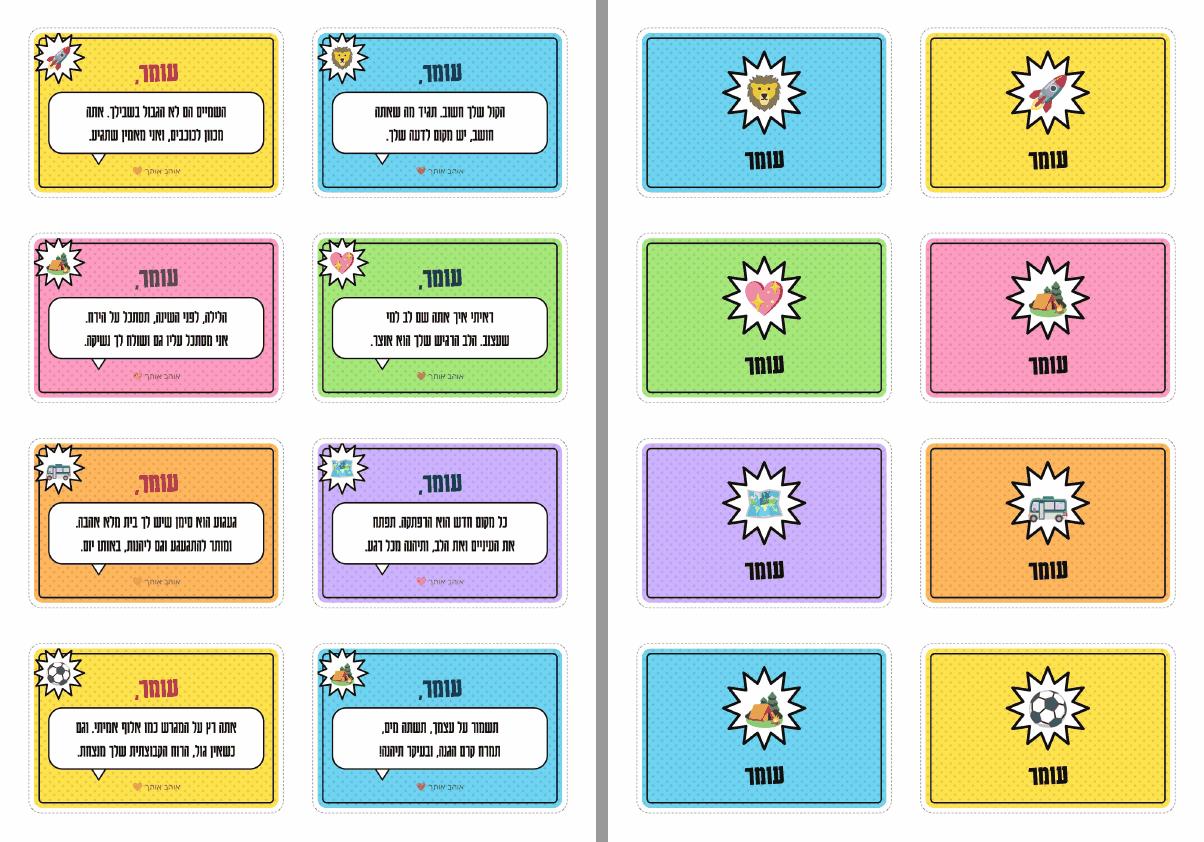 עומר,
השמיים הם לא הגבול בשבילך. אתה
מכוון לכוכבים, ואני מאמין שתגיע.
אוהב אותך 🧡
עומר,
הקול שלך חשוב. תגיד מה שאתה
חושב, יש מקום לדעה שלך.
אוהב אותך ❤️
עומר,
הלילה, לפני השינה, תסתכל על הירח.
אני מסתכל עליו גם ושולח לך נשיקה.
אוהב אותך
עומר,
ראיתי איך אתה שם לב למי
שעצוב. הלב הרגיש שלך הוא אוצר.
אוהב אותך
עומר,
געגוע הוא סימן שיש לך בית מלא אהבה.
ומותר להתגעגע וגם ליהנות, באותו יום.
אוהב אותך
עומר,
כל מקום חדש הוא הרפתקה. תפתח
את העיניים ואת הלב, ותיהנה מכל רגע.
אוהב אותך
עומר,
אתה רץ על המגרש כמו אלוף אמיתי. וגם
כשאין גול, הרוח הקבוצתית שלך מנצחת.
אוהב אותך
עומר,
תשמור על עצמך, תשתה מים,
תמרח קרם הגנה, ובעיקר תיהנה!
אוהב אותך
עומר
עומר
עומר
עומר
עומר
עומר
עומר
עומר